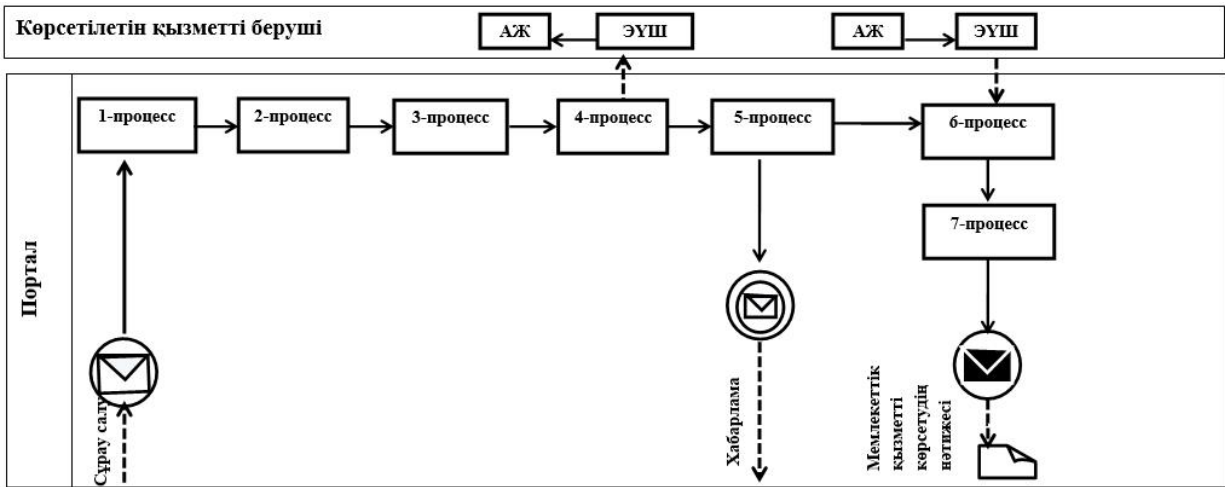 Көрсетілетін қызметті беруші
АЖ
ЭҮШ
АЖ
ЭҮШ
Портал
1-процесс
2-процесс
3-процесс
4-процесс
5-процесс
6-процесс
7-процесс
Сұрау салу
Хабарлама
Мемлекеттік
қызметті
көрсетудің
нәтижесі